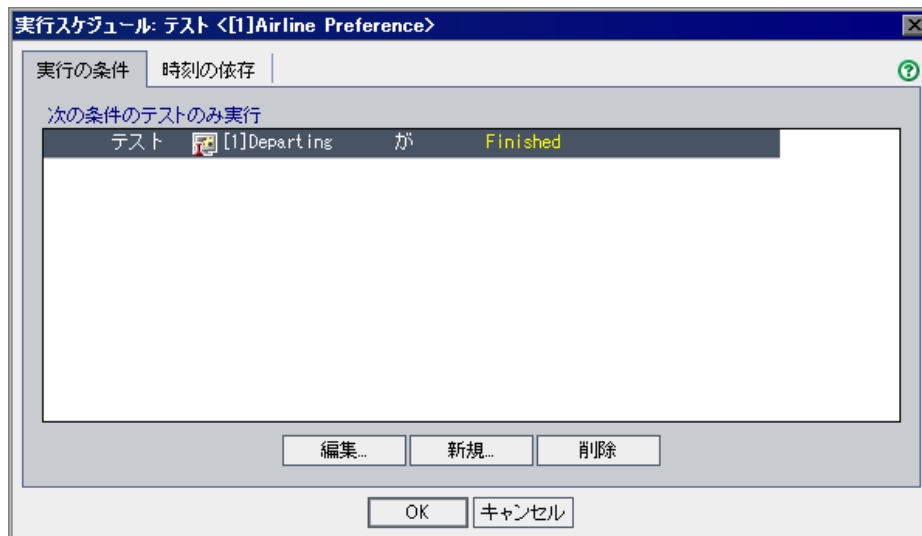 実行スケジュール: テスト <[1]Airline Preference>
実行の条件 時刻の依存
次の条件のテストのみ実行
テスト [1]Departing が Finished
編集... 新規... 削除
OK キャンセル